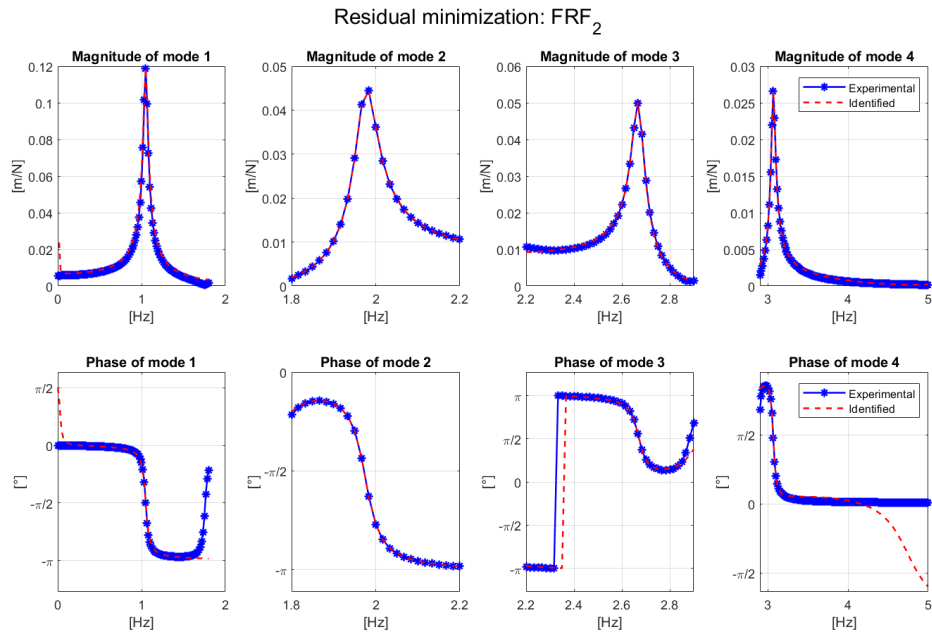 Residual minimization: FRF₂
Magnitude of mode 1
Magnitude of mode 2
Magnitude of mode 3
Magnitude of mode 4
[m/N]
0.12
0.1
0.08
0.06
0.04
0.02
0
0
1
2
[Hz]
[m/N]
0.05
0.04
0.03
0.02
0.01
0
1.8
2
2.2
[Hz]
[m/N]
0.06
0.05
0.04
0.03
0.02
0.01
0
2.2
2.4
2.6
2.8
[Hz]
[m/N]
0.03
0.025
0.02
0.015
0.01
0.005
0
3
4
5
[Hz]
Experimental
Identified
Phase of mode 1
Phase of mode 2
Phase of mode 3
Phase of mode 4
[°]
π/2
0
-π/2
-π
0
1
2
[Hz]
[°]
0
-π/2
-π
1.8
2
2.2
[Hz]
[°]
π
π/2
0
-π/2
-π
2.2
2.4
2.6
2.8
[Hz]
[°]
π/2
0
-π/2
3
4
5
[Hz]
Experimental
Identified